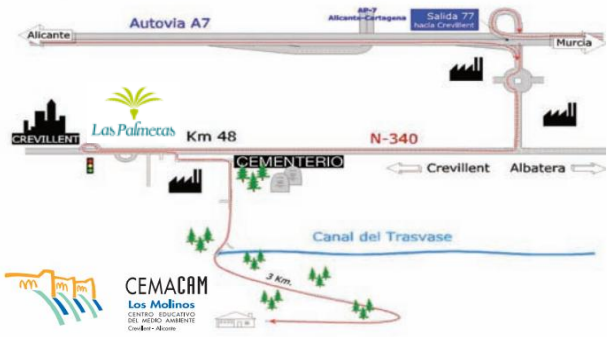 AP-7
Alicante-Cartagena
Salida 77
hacia Crevillent
Autovia A7
Alicante
Murcia
CREVILLENT
Las Palmeras
Km 48
N-340
CEMENTERIO
Crevillent
Albatera
Canal del Trasvase
3 Km.
CEMACAM
Los Molinos
CENTRO EDUCATIVO
DEL MEDIO AMBIENTE
Crevillent - Alicante